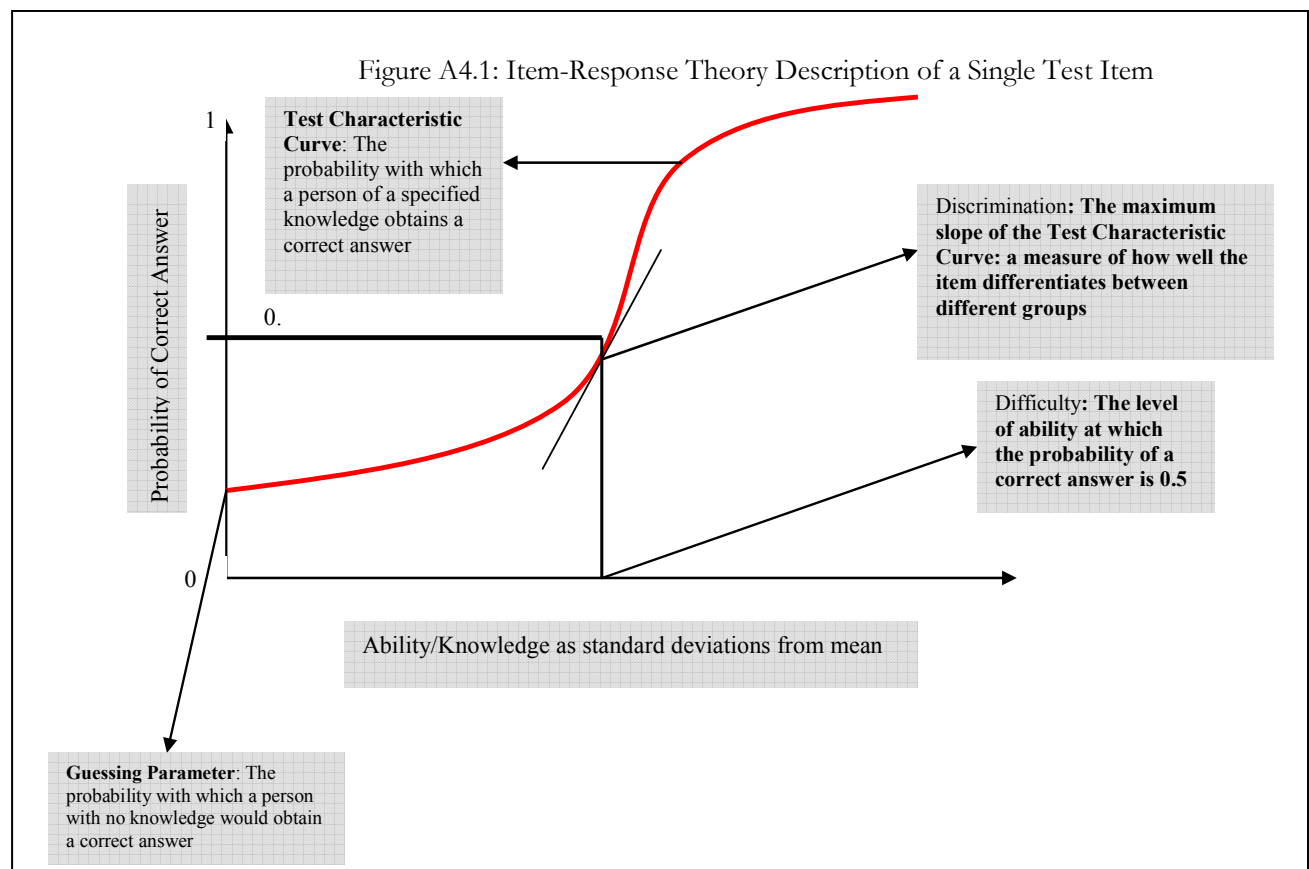 Figure A4.1: Item-Response Theory Description of a Single Test Item
1
Test Characteristic
Curve: The
probability with which
a person of a specified
knowledge obtains a
correct answer
Probability of Correct Answer
Discrimination: The maximum
slope of the Test Characteristic
Curve: a measure of how well the
item differentiates between
different groups
0.
Difficulty: The level
of ability at which
the probability of a
correct answer is 0.5
0
Ability/Knowledge as standard deviations from mean
Guessing Parameter: The
probability with which a person
with no knowledge would obtain
a correct answer